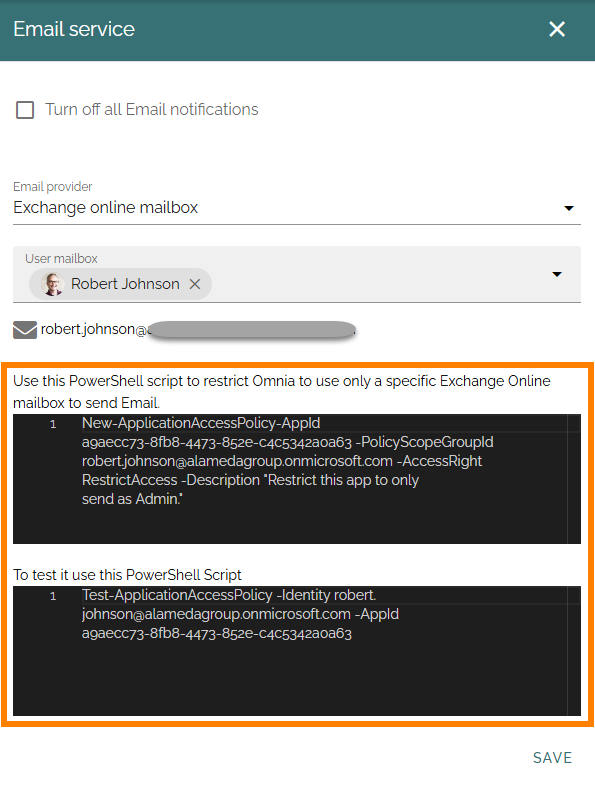 Email service
Turn off all Email notifications
Email provider
Exchange online mailbox
User mailbox
Robert Johnson
robert.johnson@
Use this PowerShell script to restrict Omnia to use only a specific Exchange Online
mailbox to send Email.
1 New-ApplicationAccessPolicy-AppId
a9aecc73-8fb8-4473-852e-c4c5342a0a63 -PolicyScopeGroupId
robert.johnson@alamedagroup.onmicrosoft.com -AccessRight
RestrictAccess -Description "Restrict this app to only
send as Admin."
To test it use this PowerShell Script
1 Test-ApplicationAccessPolicy -Identity robert.
johnson@alamedagroup.onmicrosoft.com -AppId
a9aecc73-8fb8-4473-852e-c4c5342a0a63
SAVE